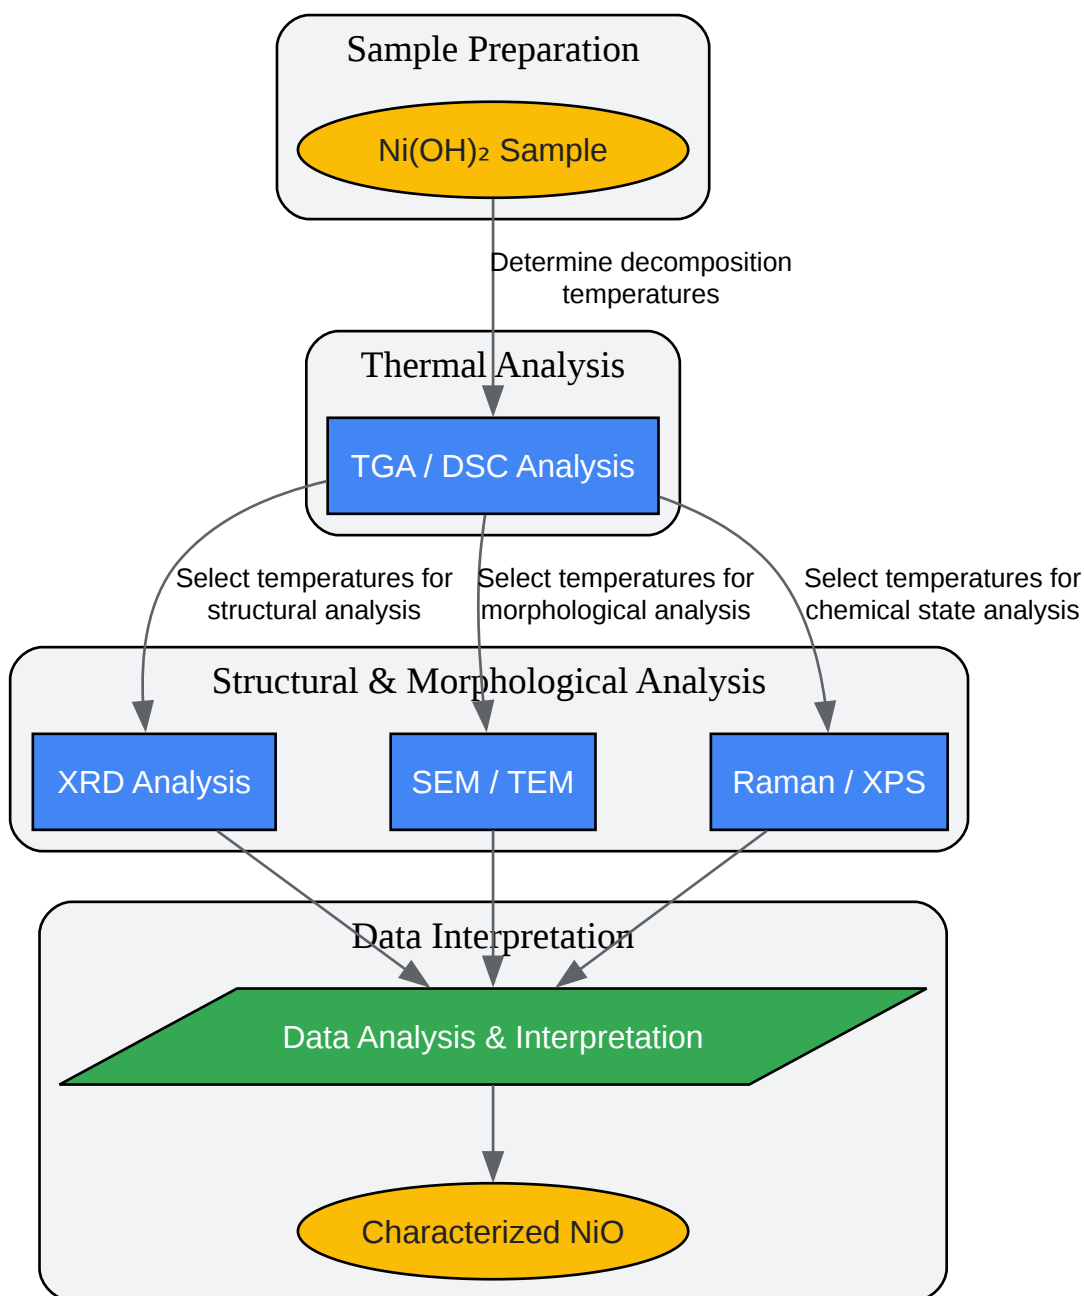 Sample Preparation
Ni(OH)₂ Sample
Determine decomposition
temperatures
Thermal Analysis
TGA / DSC Analysis
Select temperatures for
structural analysis
Select temperatures for
morphological analysis
Select temperatures for
chemical state analysis
Structural & Morphological Analysis
XRD Analysis
SEM / TEM
Raman / XPS
Data Interpretation
Data Analysis & Interpretation
Characterized NiO